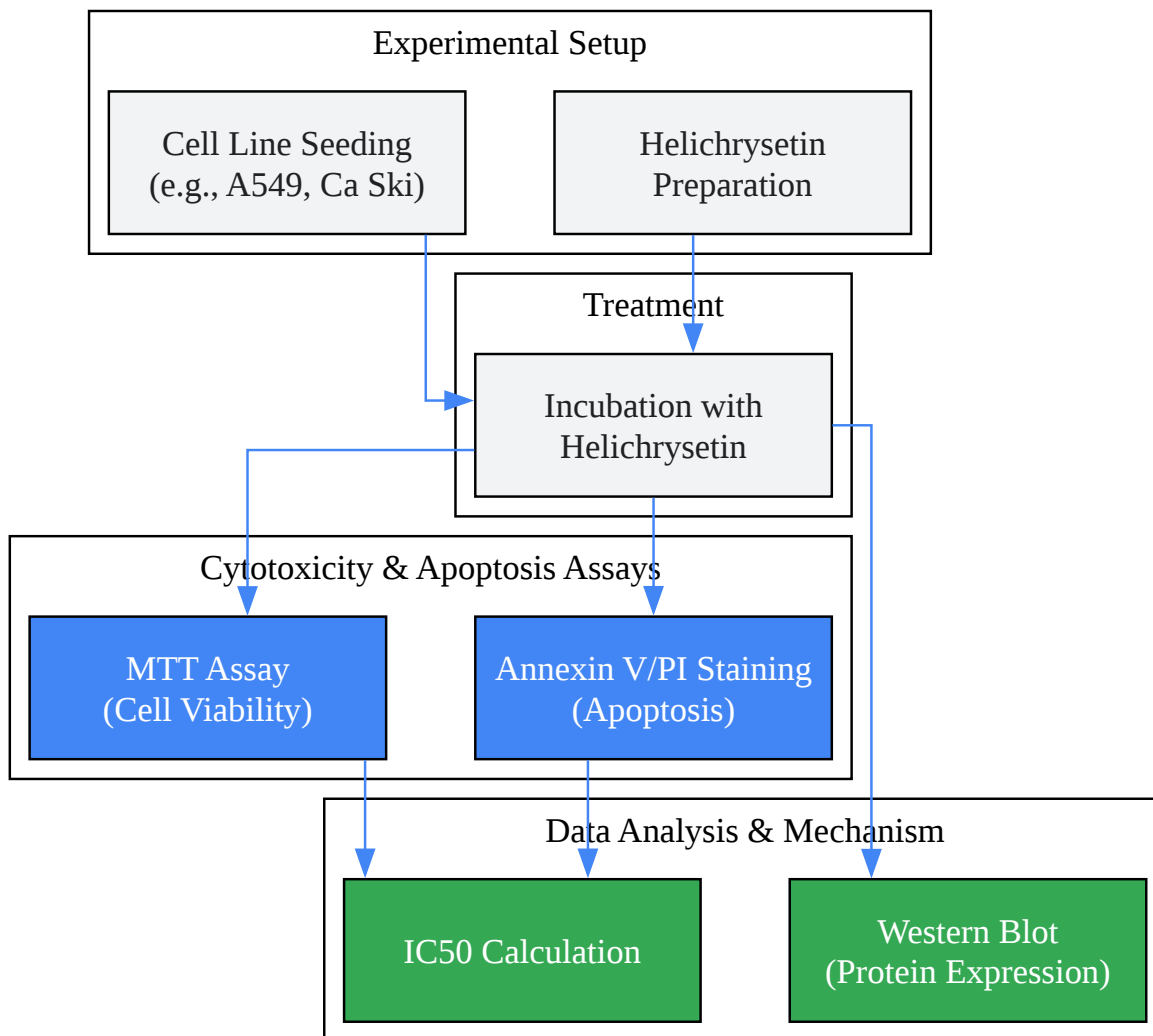 Experimental Setup
Cell Line Seeding
(e.g., A549, Ca Ski)
Helichrysetin
Preparation
Treatment
Incubation with
Helichrysetin
Cytotoxicity & Apoptosis Assays
MTT Assay
(Cell Viability)
Annexin V/PI Staining
(Apoptosis)
Data Analysis & Mechanism
IC50 Calculation
Western Blot
(Protein Expression)